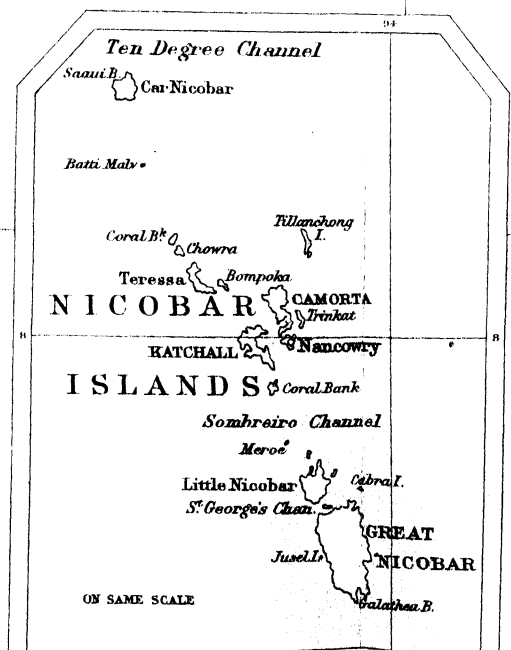 94
Ten Degree Channel
Saaui B.
Car Nicobar
Batti Malv
Tillanchong
I.
Coral Bk.
Chowra
Teressa
Bompoka
NICOBAR
CAMORTA
Trinkat
8
8
KATCHALL
Nancowry
ISLANDS
Coral Bank
Sombreiro Channel
Meroe
Little Nicobar
Cabra I.
St. George's Chan.
GREAT
Jusel I.
NICOBAR
ON SAME SCALE
Galathea B.